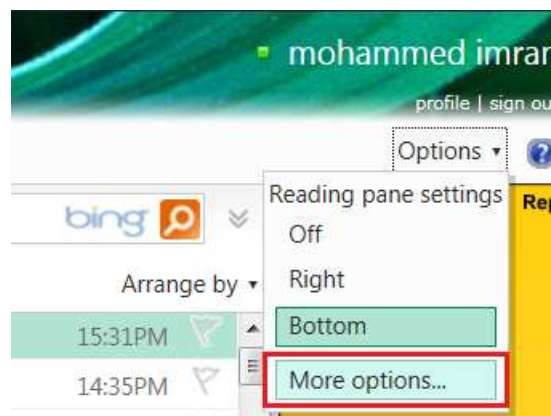 mohammed imran
profile | sign ou
Options
Reading pane settings
Rep
bing
Off
Arrange by
Right
15:31PM
Bottom
14:35PM
More options...